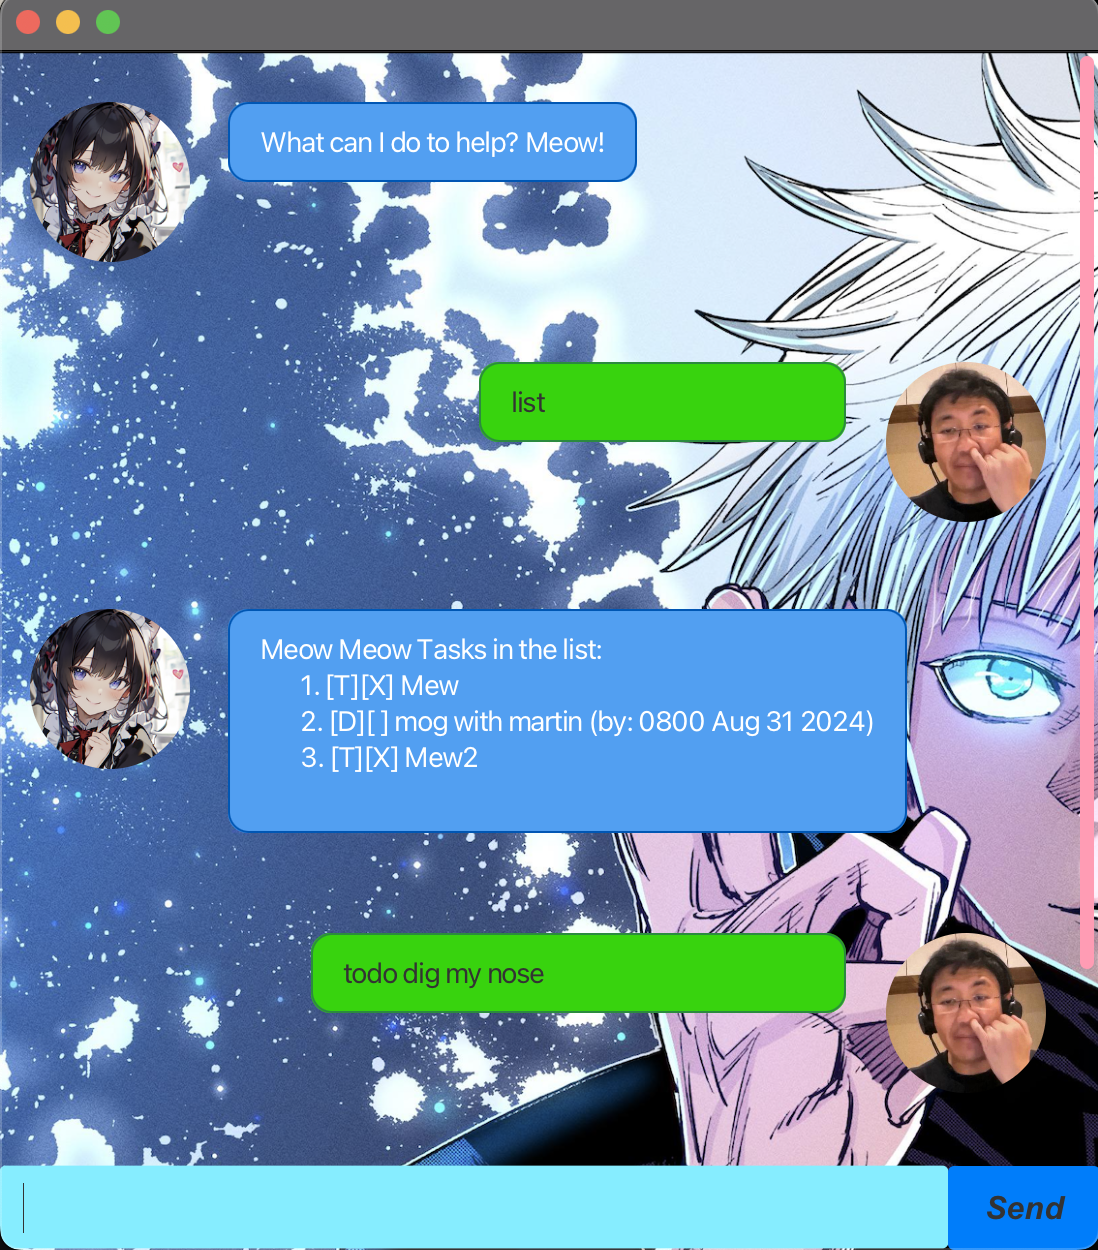 What can I do to help? Meow!
list
Meow Meow Tasks in the list:
1. [T][X] Mew
2. [D][ ] mog with martin (by: 0800 Aug 31 2024)
3. [T][X] Mew2
todo dig my nose
Send